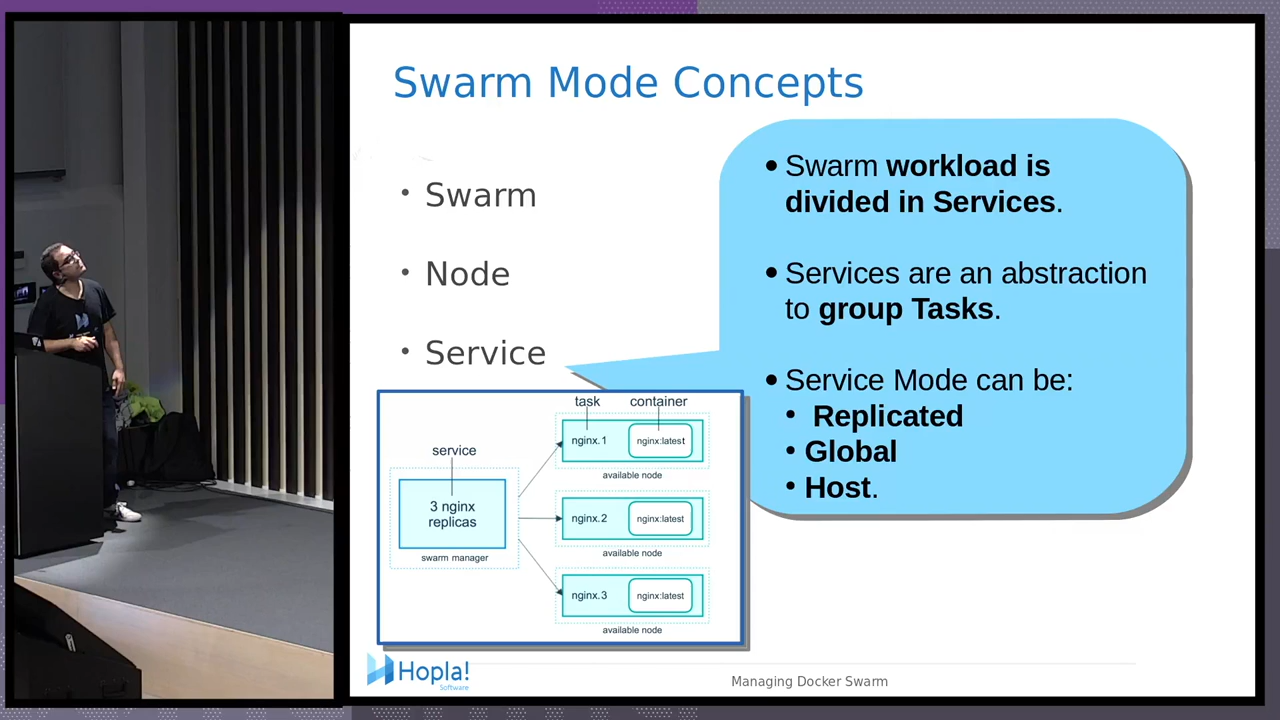 Swarm Mode Concepts
• Swarm
• Node
• Service
• Swarm workload is
divided in Services.
• Services are an abstraction
to group Tasks.
• Service Mode can be:
• Replicated
• Global
• Host.
task
container
service
3 nginx
replicas
swarm manager
nginx.1
nginx:latest
available node
nginx.2
nginx:latest
available node
nginx.3
nginx:latest
available node
Hopla!
Software
Managing Docker Swarm